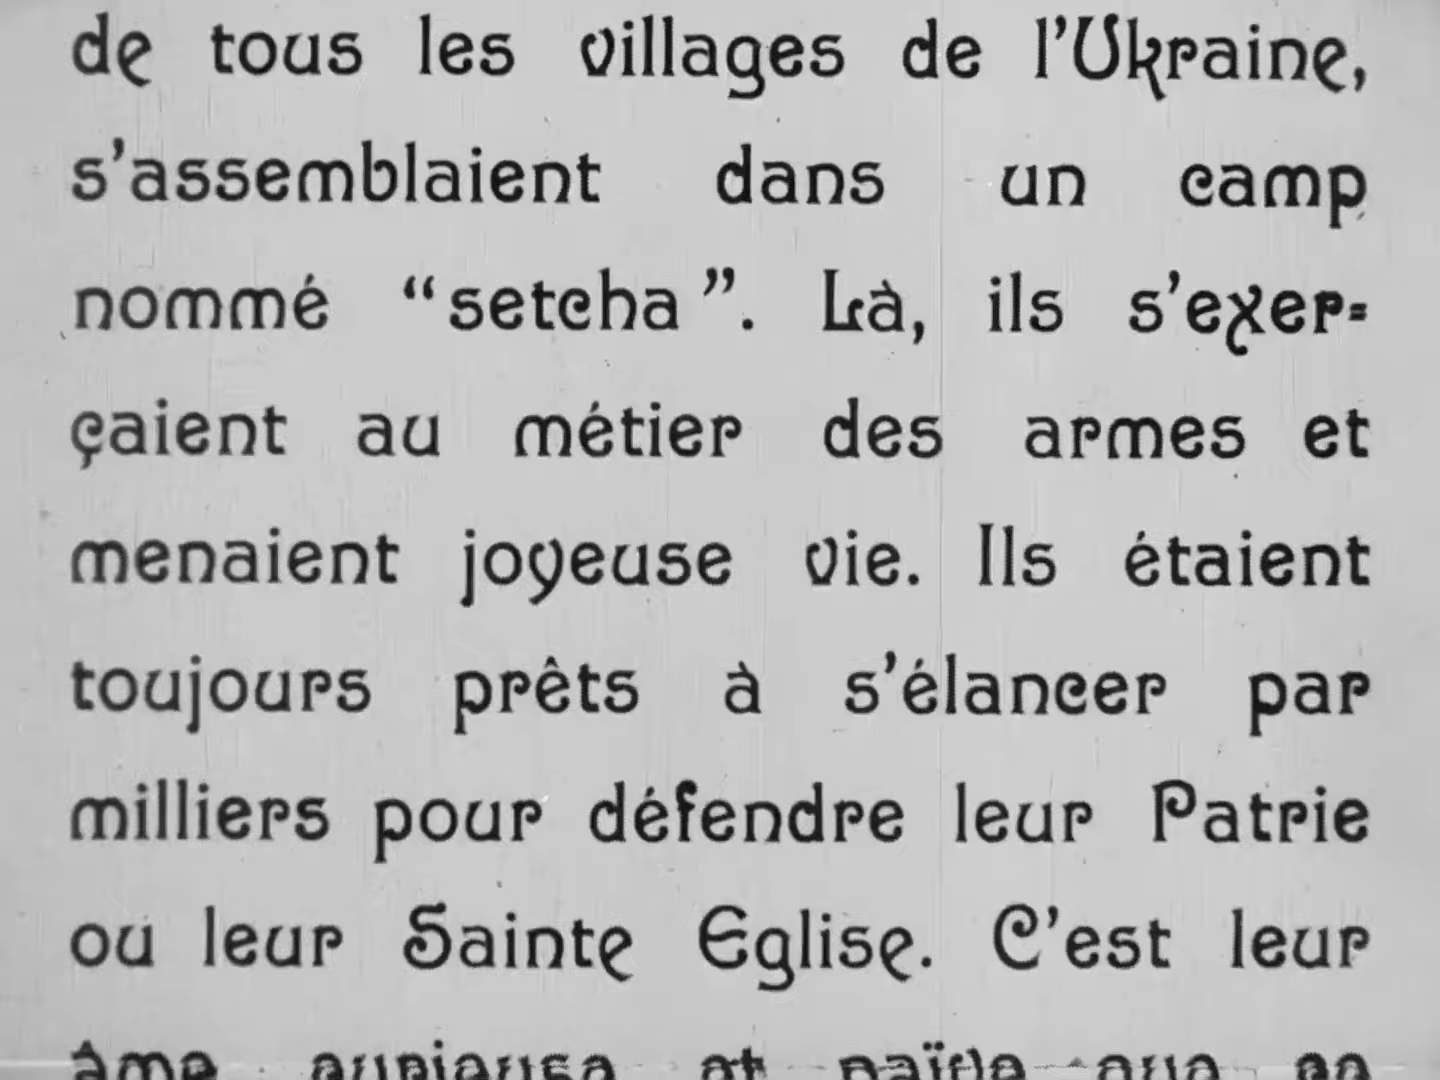 de tous les villages de l'Ukraine,
s'assemblaient dans un camp
nommé “setcha”. Là, ils s'exer=
çaient au métier des armes et
menaient joyeuse vie. Ils étaient
toujours prêts à s'élancer par
milliers pour défendre leur Patrie
ou leur Sainte Eglise. C'est leur
âme et